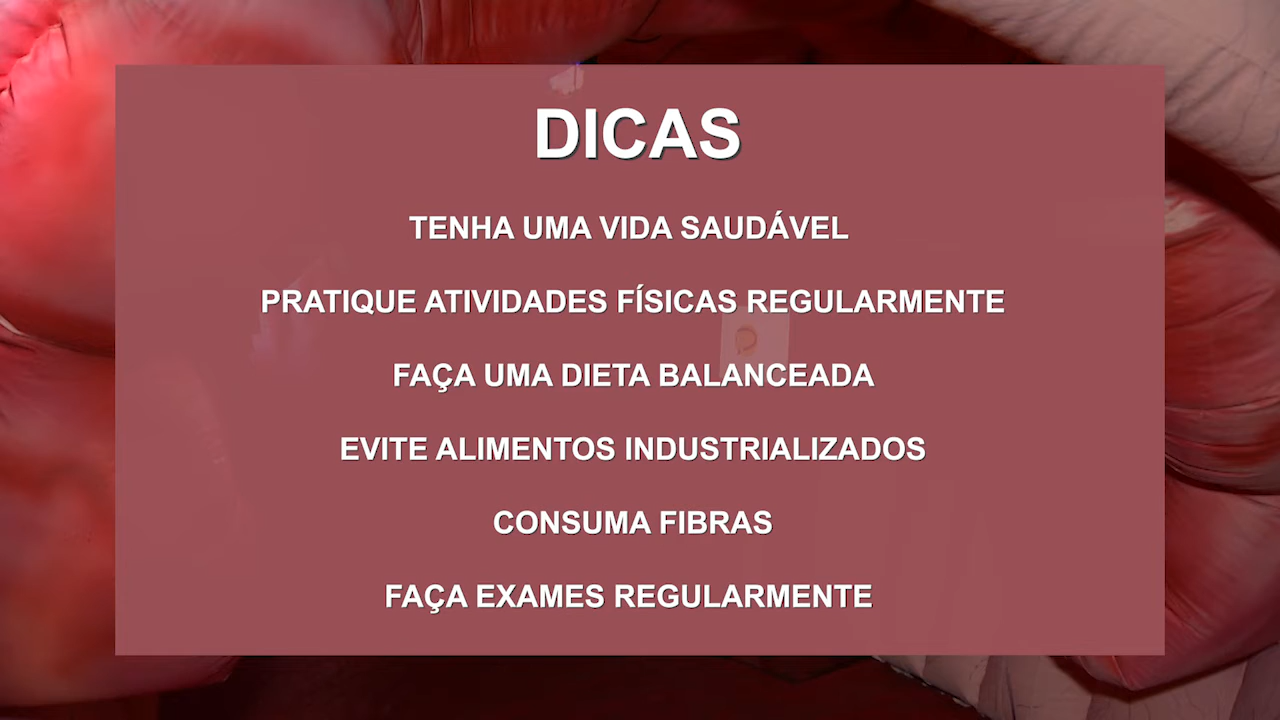 DICAS
TENHA UMA VIDA SAUDÁVEL
PRATIQUE ATIVIDADES FÍSICAS REGULARMENTE
FAÇA UMA DIETA BALANCEADA
EVITE ALIMENTOS INDUSTRIALIZADOS
CONSUMA FIBRAS
FAÇA EXAMES REGULARMENTE